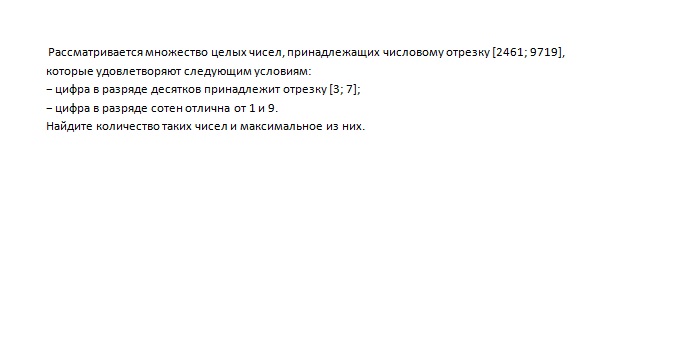 Рассматривается множество целых чисел, принадлежащих числовому отрезку [2461; 9719],
которые удовлетворяют следующим условиям:
− цифра в разряде десятков принадлежит отрезку [3; 7];
− цифра в разряде сотен отлична от 1 и 9.
Найдите количество таких чисел и максимальное из них.